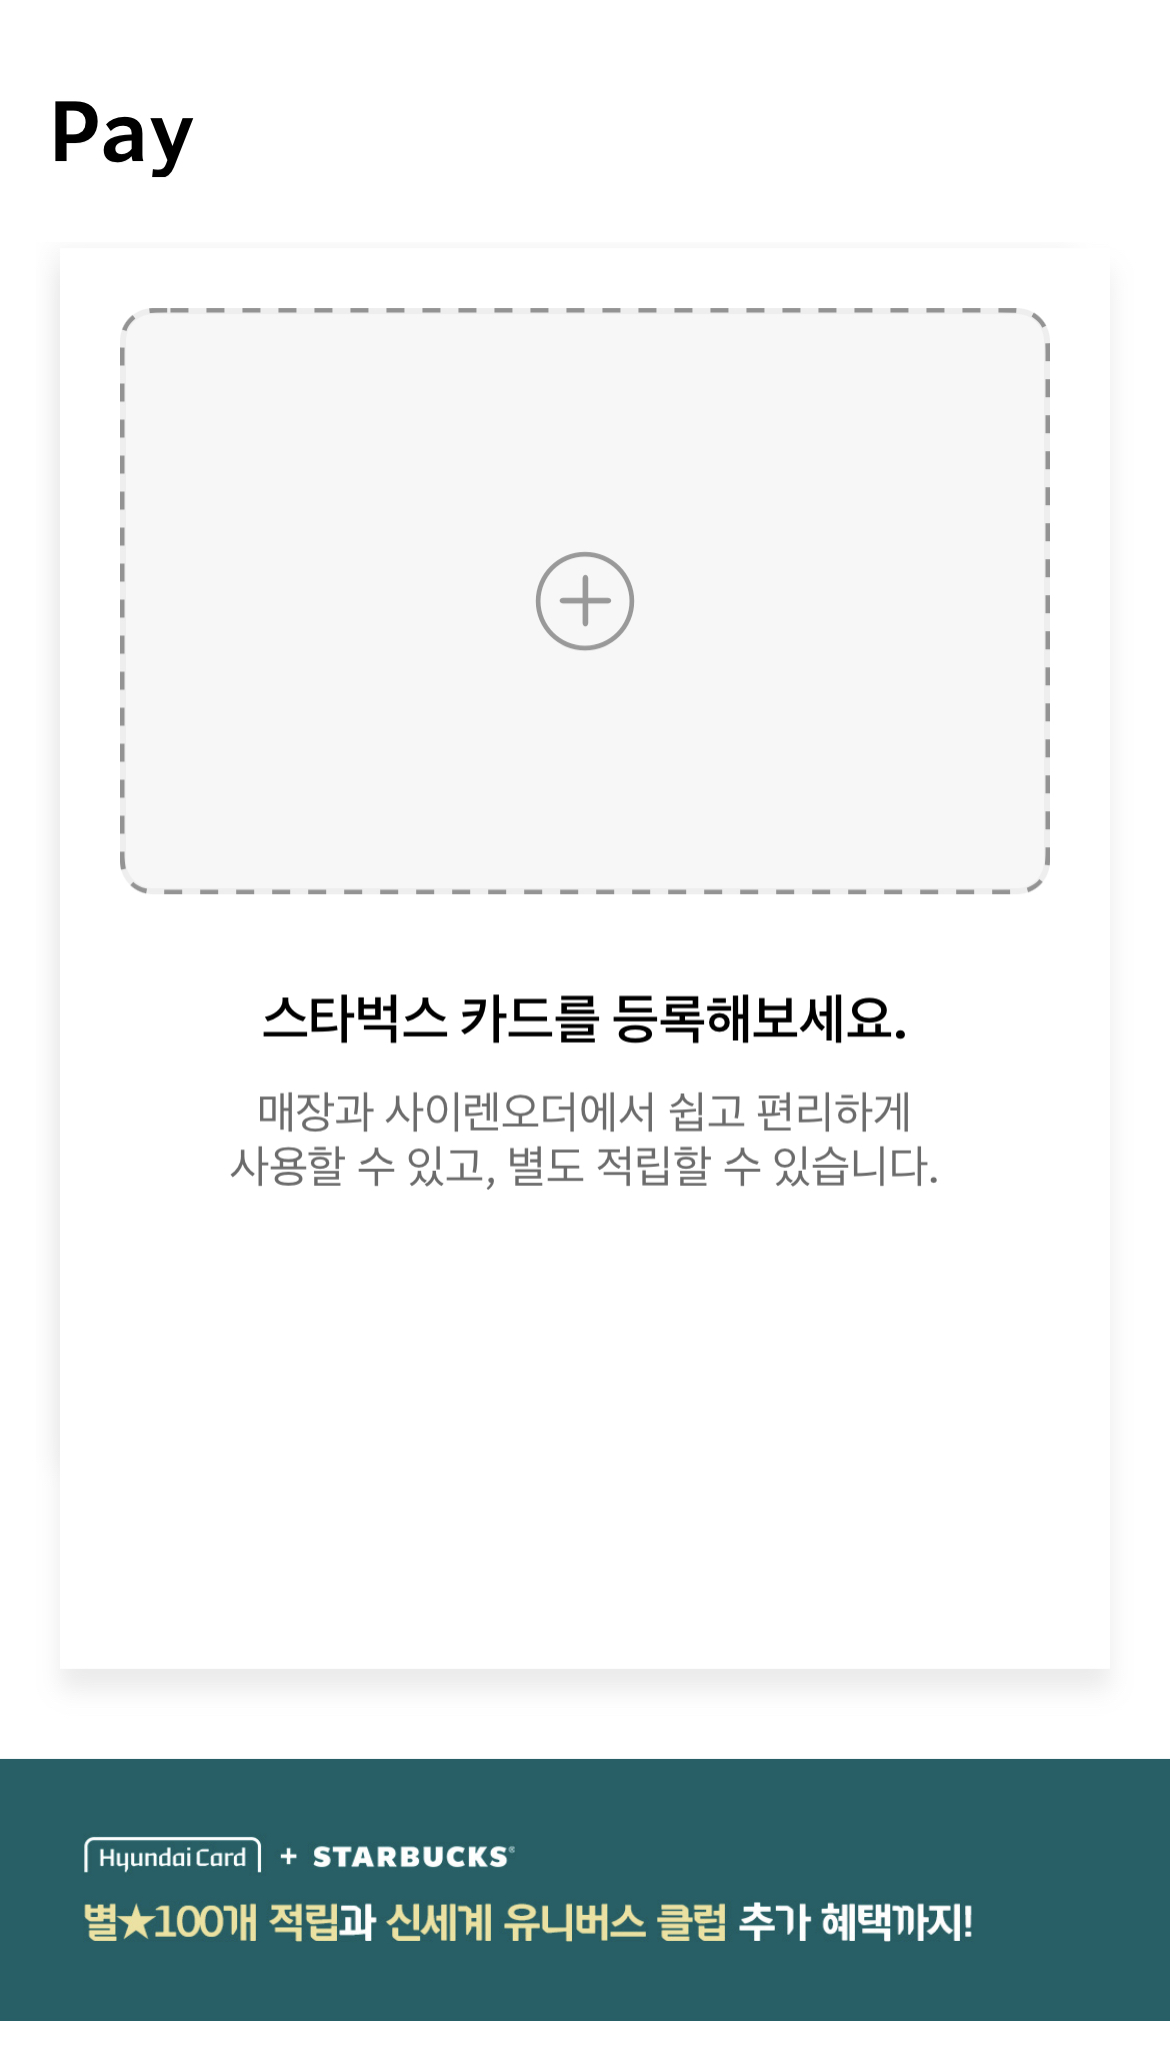 Pay
스타벅스 카드를 등록해보세요.
매장과 사이렌오더에서 쉽고 편리하게
사용할 수 있고, 별도 적립할 수 있습니다.
Hyundai Card + STARBUCKS®
별★100개 적립과 신세계 유니버스 클럽 추가 혜택까지!